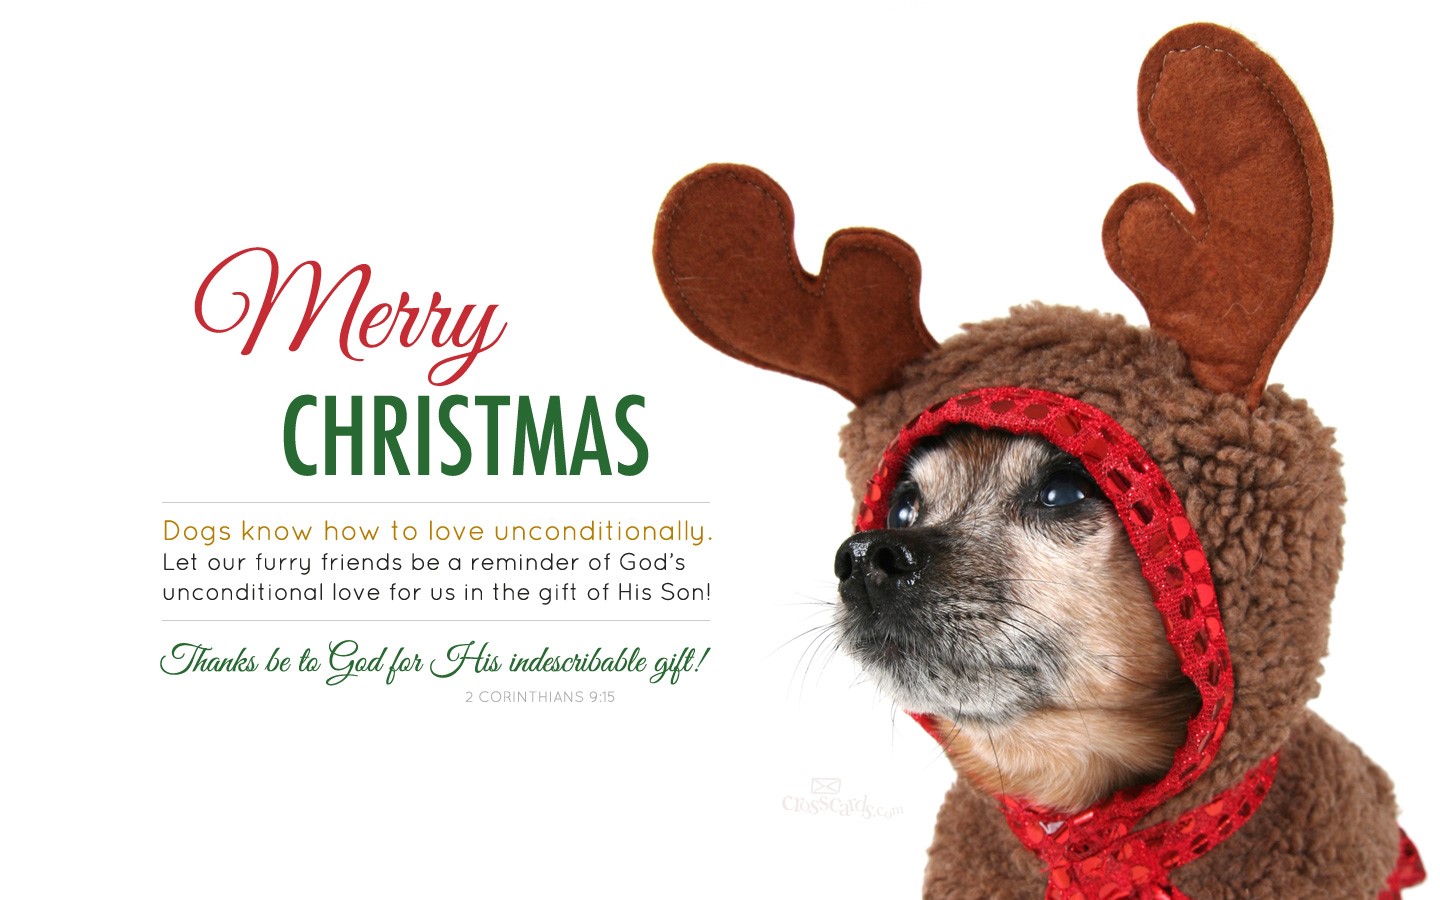 Merry
CHRISTMAS
Dogs know how to love unconditionally.
Let our furry friends be a reminder of God's
unconditional love for us in the gift of His Son!
Thanks be to God for His indescribable gift!
2 CORINTHIANS 9:15
crosscards.com